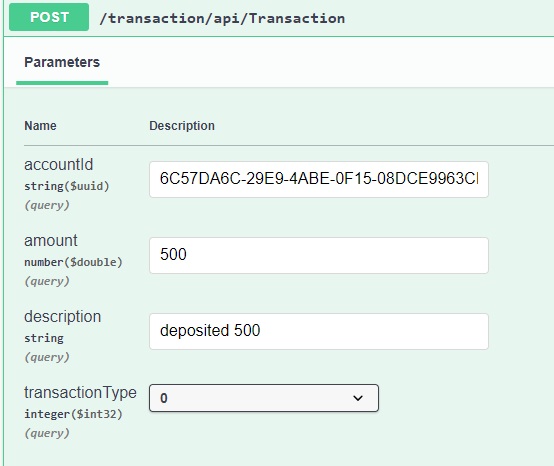 POST /transaction/api/Transaction
Parameters
Name Description
accountId
string($uuid)
(query)
6C57DA6C-29E9-4ABE-0F15-08DCE9963C
amount
number($double)
(query)
500
description
string
(query)
deposited 500
transactionType
integer($int32)
(query)
0